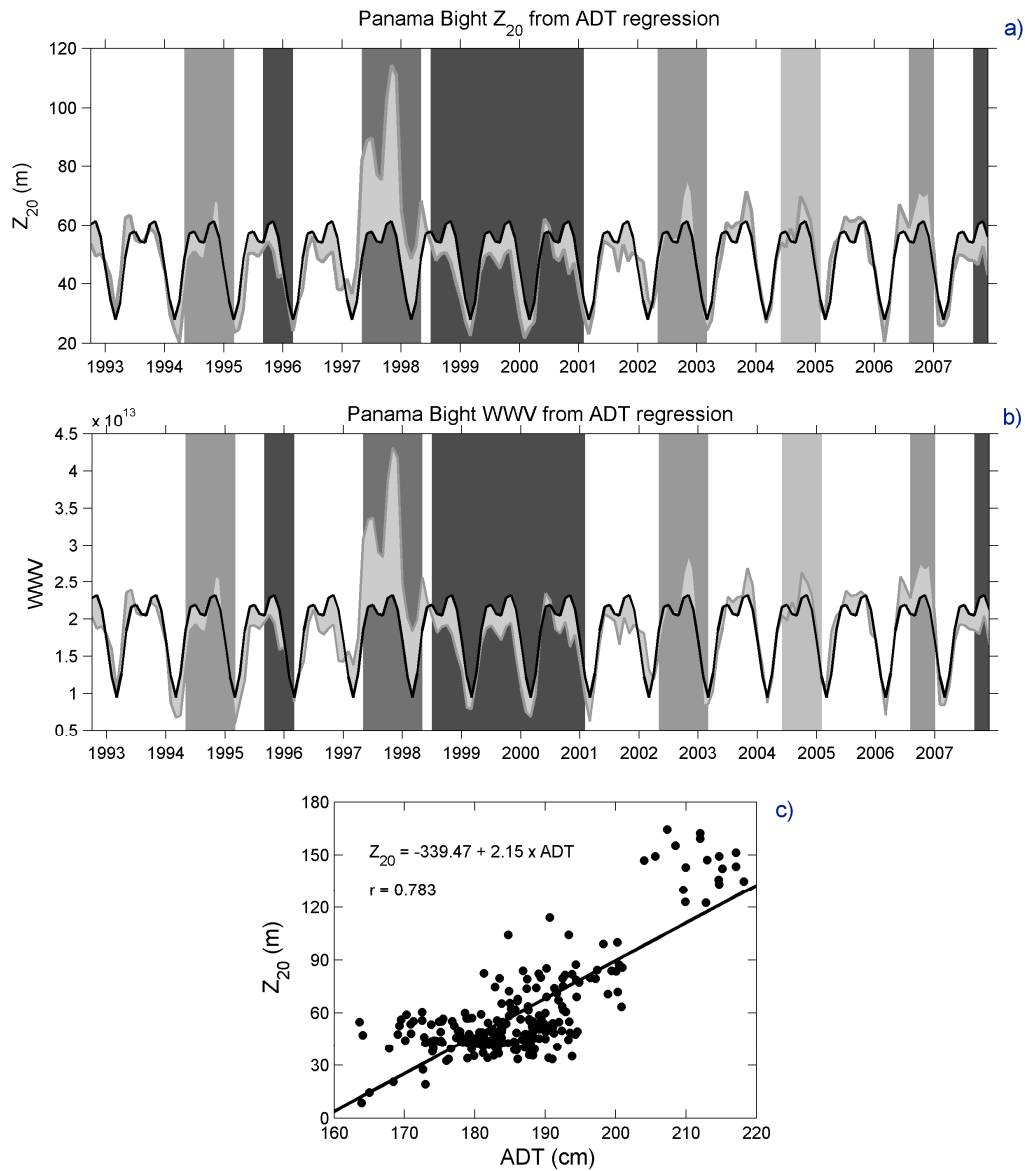 Panama Bight Z20 from ADT regression
a)
120
100
80
60
40
20
Z20 (m)
1993 1994 1995 1996 1997 1998 1999 2000 2001 2002 2003 2004 2005 2006 2007
x 10^13
Panama Bight WWV from ADT regression
b)
4.5
4
3.5
3
2.5
2
1.5
1
0.5
WWV
1993 1994 1995 1996 1997 1998 1999 2000 2001 2002 2003 2004 2005 2006 2007
c)
180
150
120
90
60
30
0
Z20 (m)
Z20 = -339.47 + 2.15 x ADT
r = 0.783
160 170 180 190 200 210 220
ADT (cm)